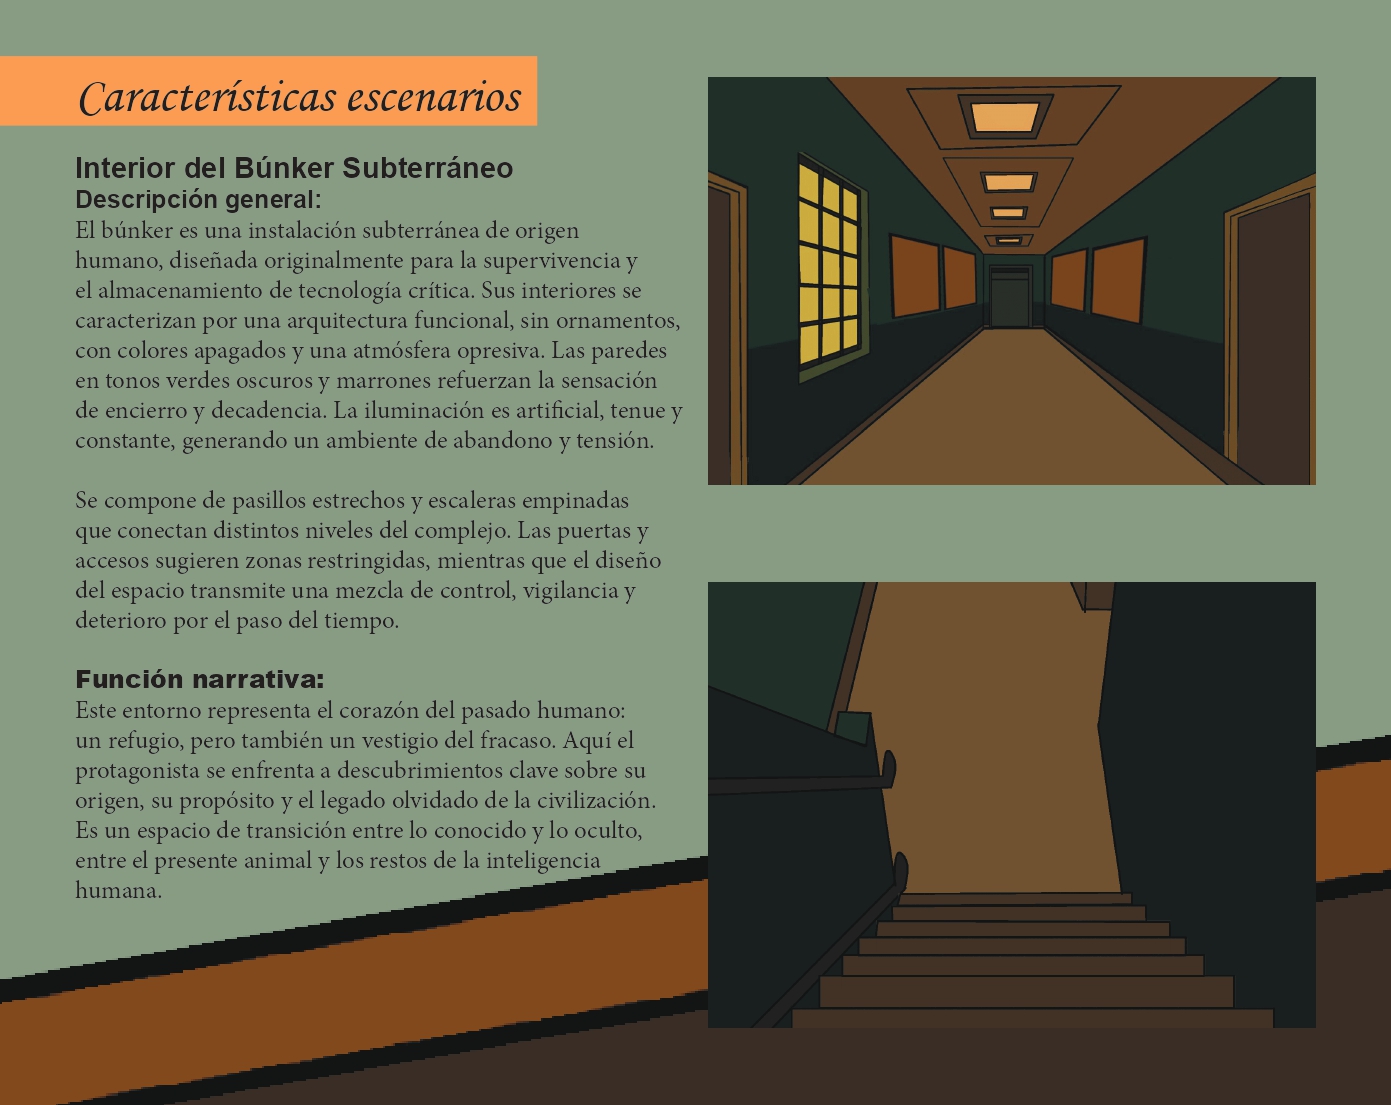 Características escenarios
Interior del Búnker Subterráneo
Descripción general:
El búnker es una instalación subterránea de origen
humano, diseñada originalmente para la supervivencia y
el almacenamiento de tecnología crítica. Sus interiores se
caracterizan por una arquitectura funcional, sin ornamentos,
con colores apagados y una atmósfera opresiva. Las paredes
en tonos verdes oscuros y marrones refuerzan la sensación
de encierro y decadencia. La iluminación es artificial, tenue y
constante, generando un ambiente de abandono y tensión.
Se compone de pasillos estrechos y escaleras empinadas
que conectan distintos niveles del complejo. Las puertas y
accesos sugieren zonas restringidas, mientras que el diseño
del espacio transmite una mezcla de control, vigilancia y
deterioro por el paso del tiempo.
Función narrativa:
Este entorno representa el corazón del pasado humano:
un refugio, pero también un vestigio del fracaso. Aquí el
protagonista se enfrenta a descubrimientos clave sobre su
origen, su propósito y el legado olvidado de la civilización.
Es un espacio de transición entre lo conocido y lo oculto,
entre el presente animal y los restos de la inteligencia
humana.